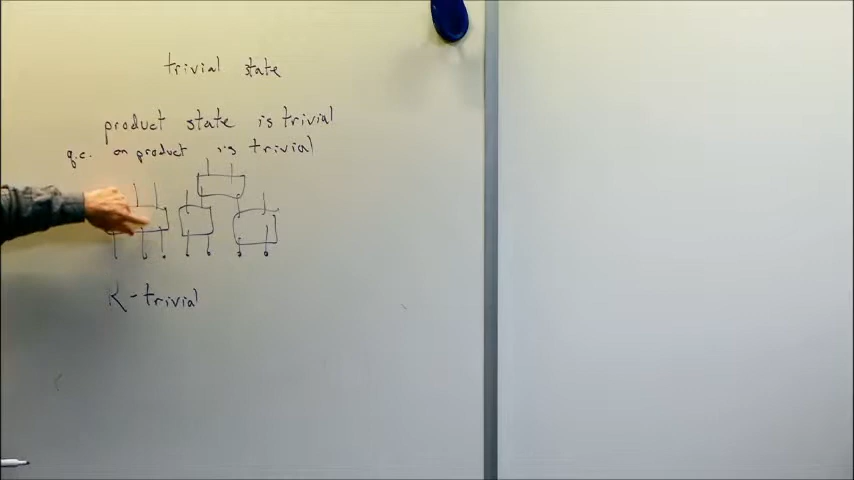 trivial state
product state is trivial
q.c. on product is trivial
K-trivial